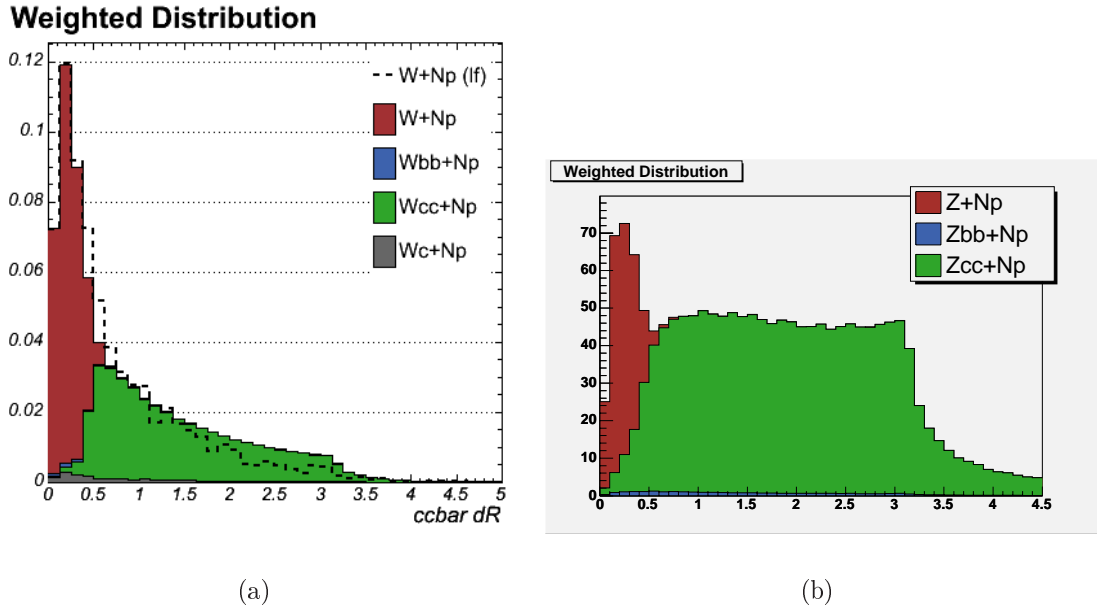 Weighted Distribution
0.12
0.1
0.08
0.06
0.04
0.02
0
0 0.5 1 1.5 2 2.5 3 3.5 4 4.5 5
ccbar dR
W+Np (lf)
W+Np
Wbb+Np
Wcc+Np
Wc+Np
(a)
Weighted Distribution
70
60
50
40
30
20
10
0
0 0.5 1 1.5 2 2.5 3 3.5 4 4.5
Z+Np
Zbb+Np
Zcc+Np
(b)